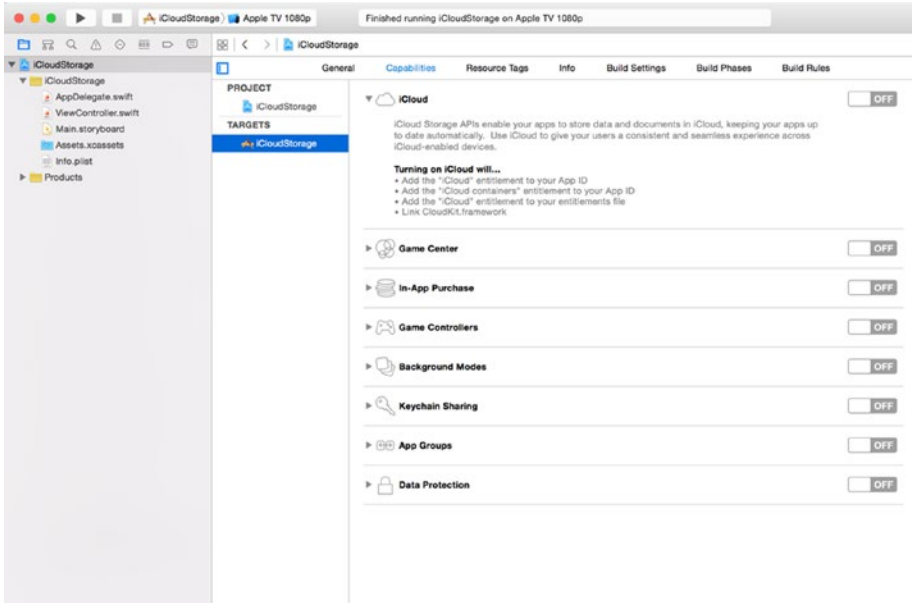 iCloudStorage
Apple TV 1080p
Finished running iCloudStorage on Apple TV 1080p
iCloudStorage
iCloudStorage
iCloudStorage
AppDelegate.swift
ViewController.swift
Main.storyboard
Assets.xcassets
Info.plist
Products
General
Capabilities
Resource Tags
Info
Build Settings
Build Phases
Build Rules
PROJECT
iCloudStorage
TARGETS
iCloudStorage
iCloud
OFF
iCloud Storage APIs enable your apps to store data and documents in iCloud, keeping your apps up
to date automatically. Use iCloud to give your users a consistent and seamless experience across
iCloud-enabled devices.
Turning on iCloud will...
• Add the "iCloud" entitlement to your App ID
• Add the "iCloud containers" entitlement to your App ID
• Add the "iCloud" entitlement to your entitlements file
• Link CloudKit.framework
Game Center
OFF
In-App Purchase
OFF
Game Controllers
OFF
Background Modes
OFF
Keychain Sharing
OFF
App Groups
OFF
Data Protection
OFF